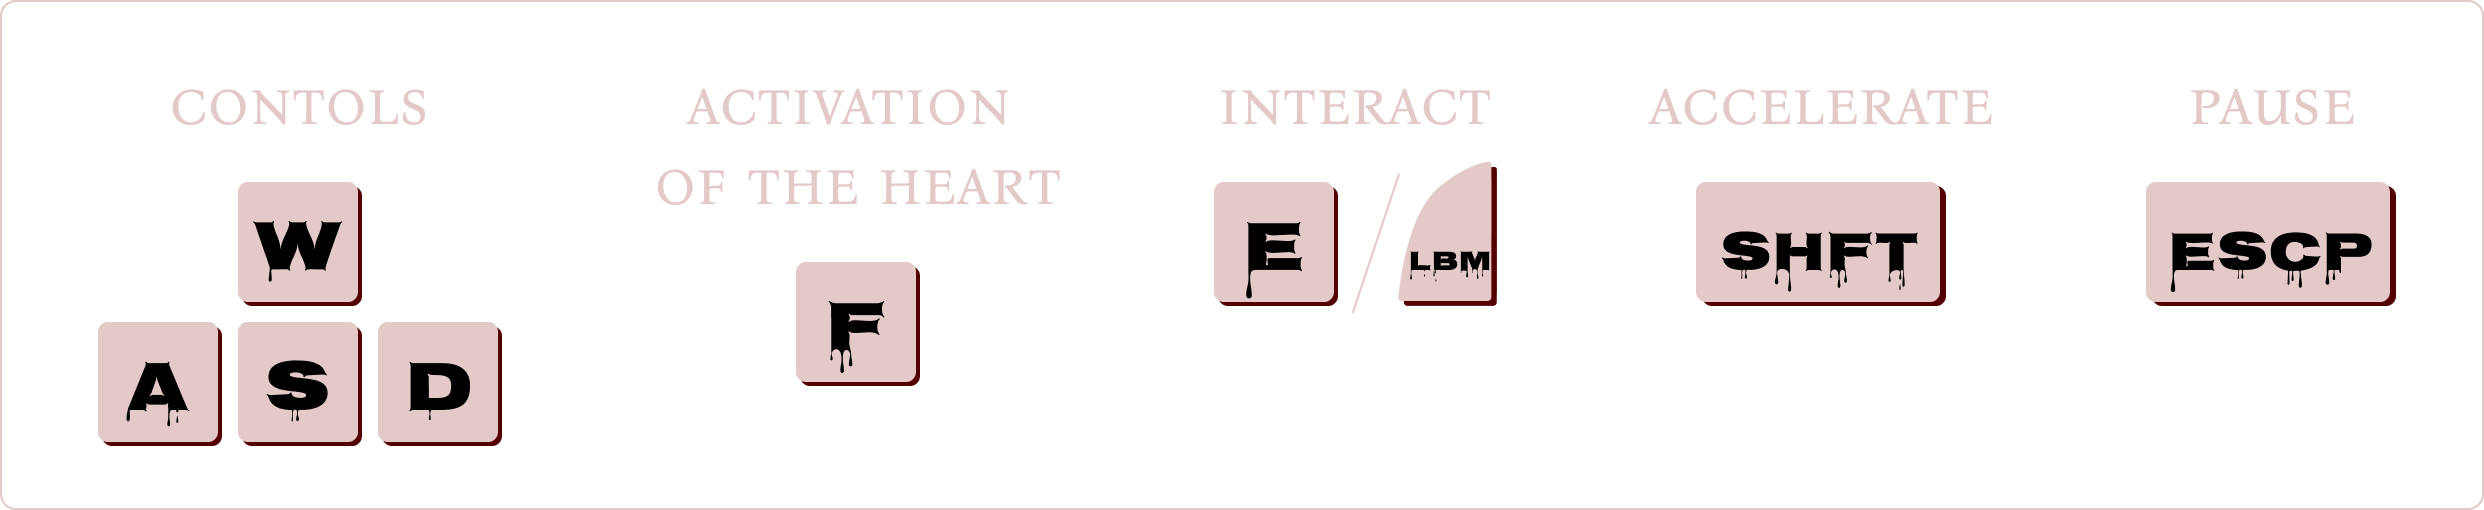 CONTOLS
W
A S D
ACTIVATION
OF THE HEART
F
INTERACT
E / LBM
ACCELERATE
SHFT
PAUSE
ESCP